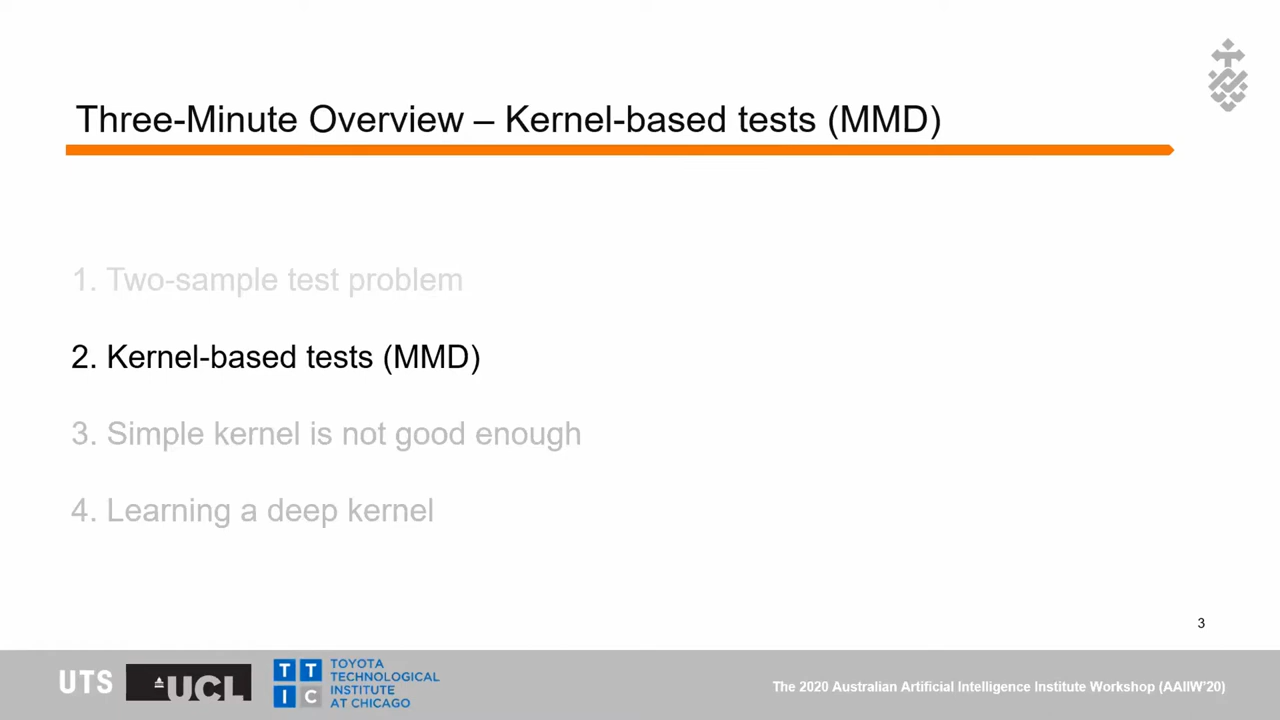 Three-Minute Overview – Kernel-based tests (MMD)
1. Two-sample test problem
2. Kernel-based tests (MMD)
3. Simple kernel is not good enough
4. Learning a deep kernel
3
UTS
UCL
TTIC
TOYOTA
TECHNOLOGICAL
INSTITUTE
AT CHICAGO
The 2020 Australian Artificial Intelligence Institute Workshop (AAIIW'20)